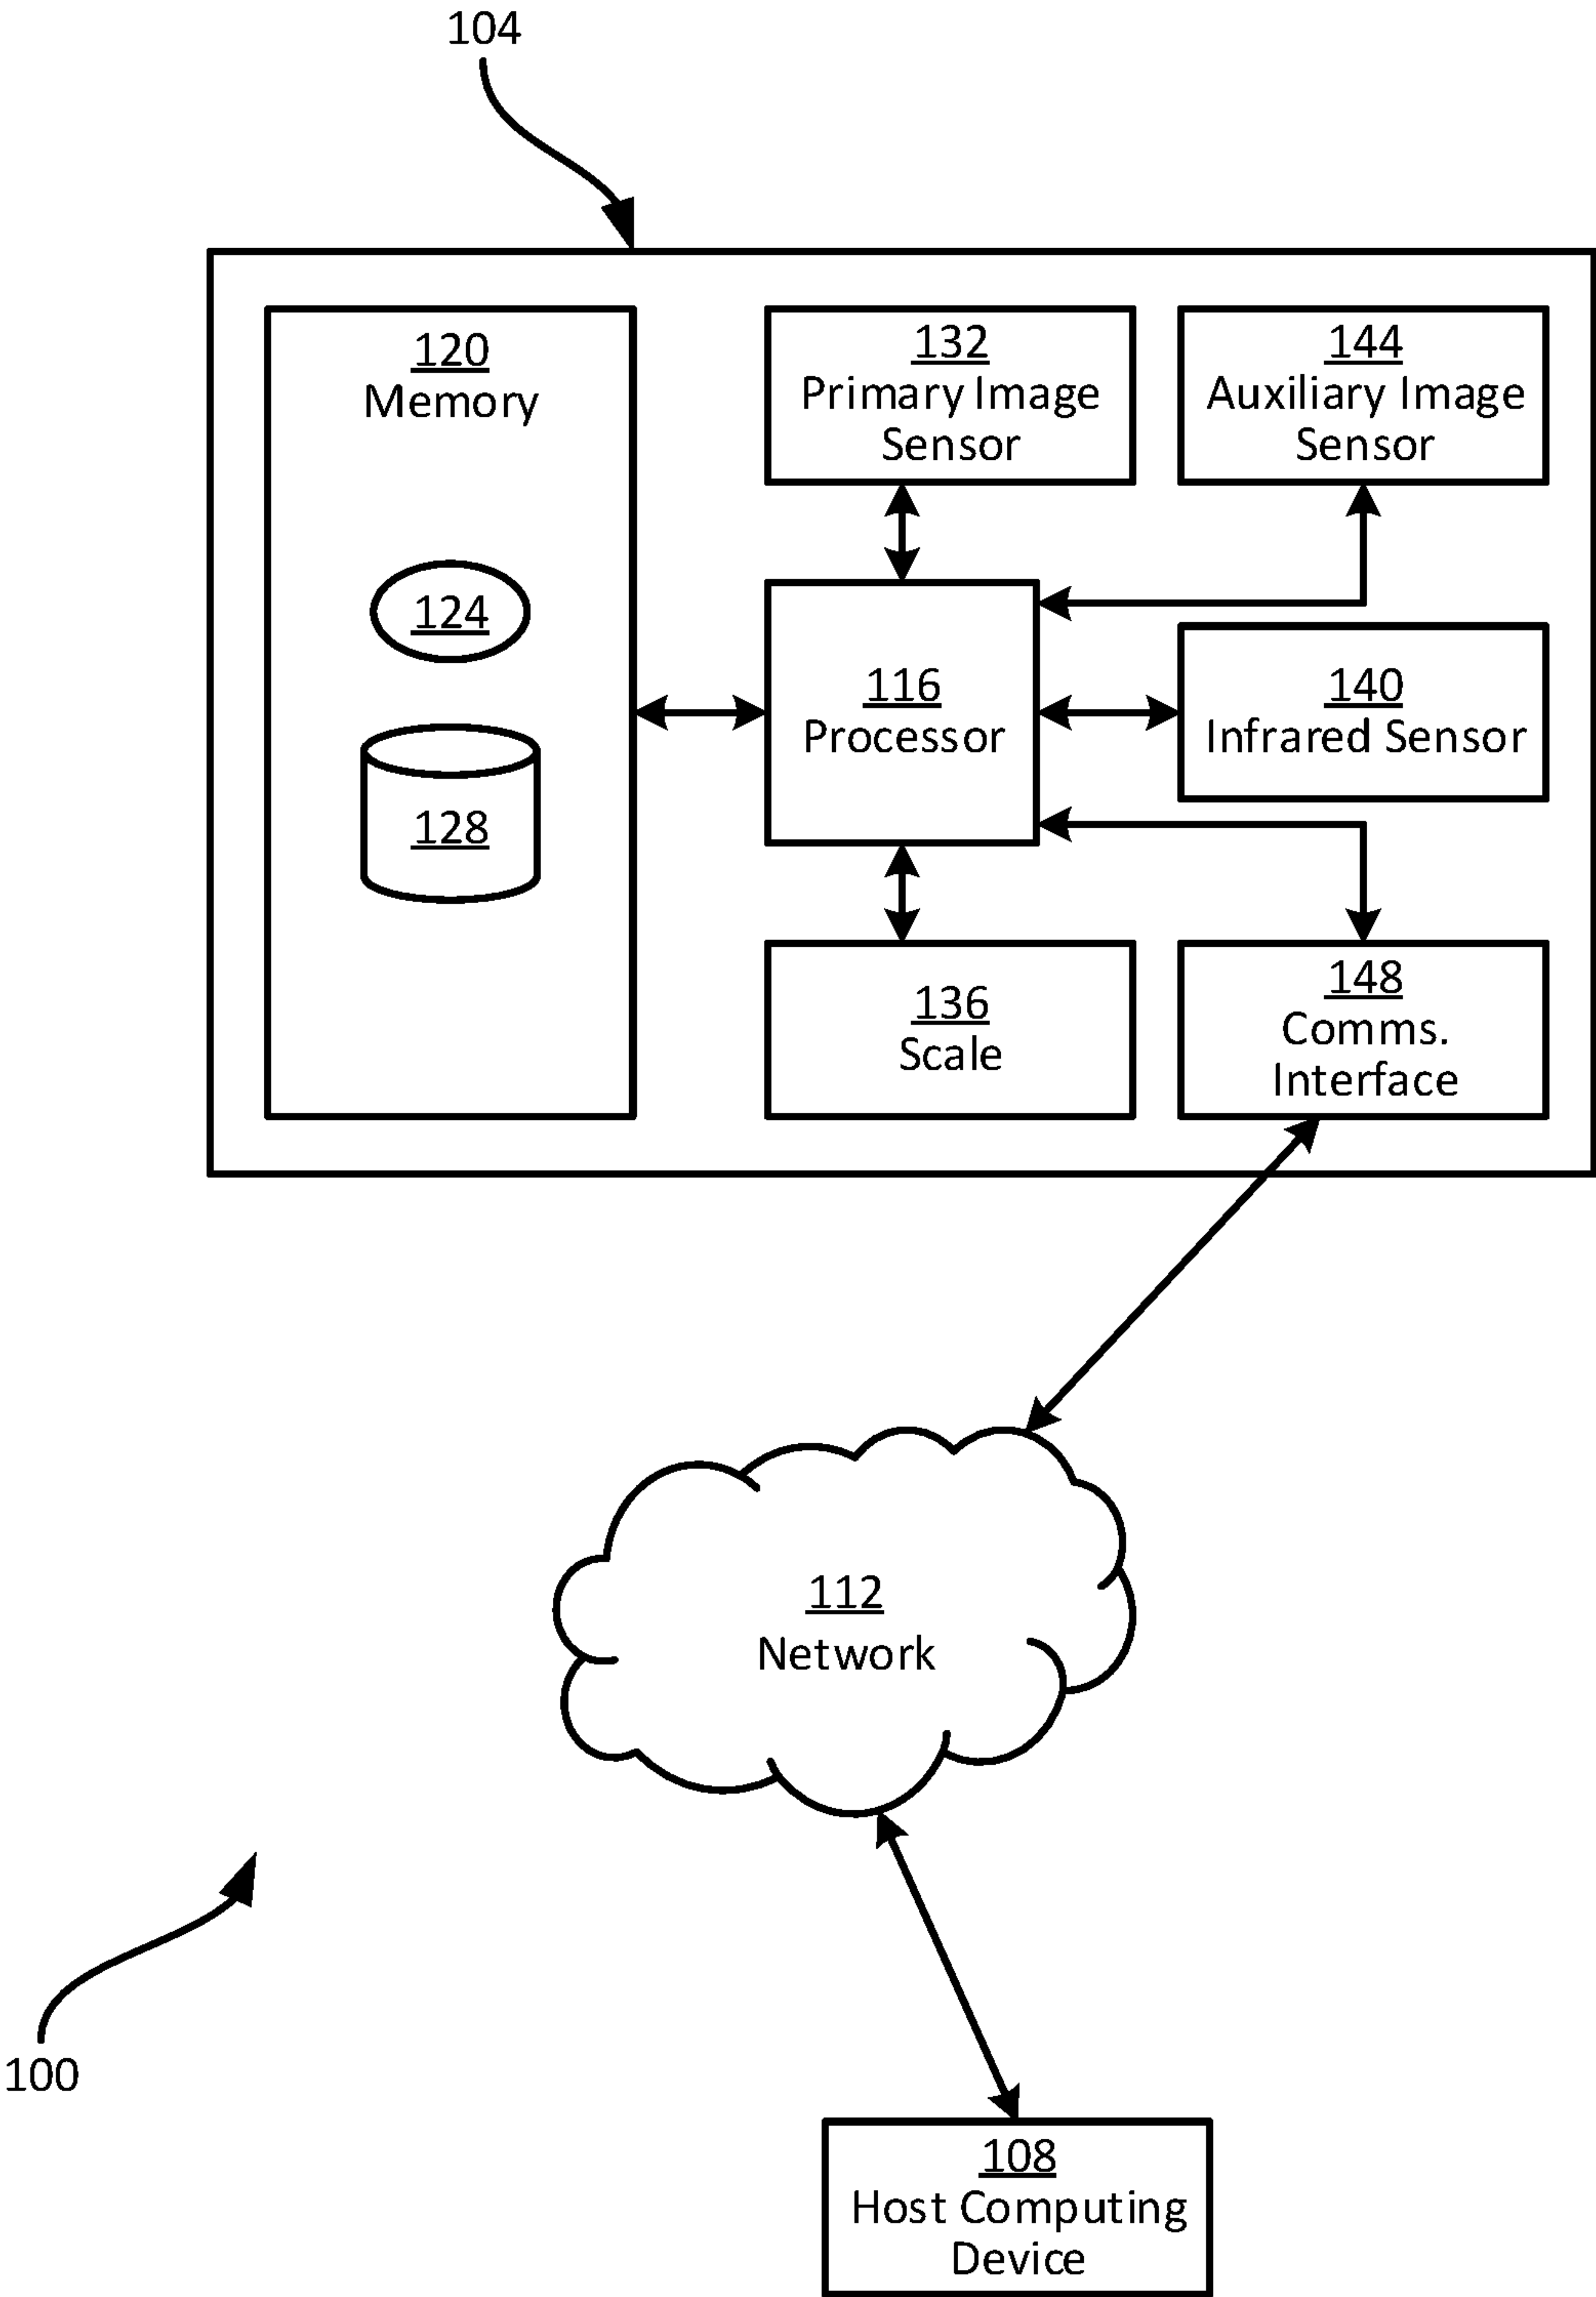 104
120
Memory
124
128
132
Primary Image
Sensor
144
Auxiliary Image
Sensor
116
Processor
140
Infrared Sensor
136
Scale
148
Comms.
Interface
112
Network
100
108
Host Computing
Device